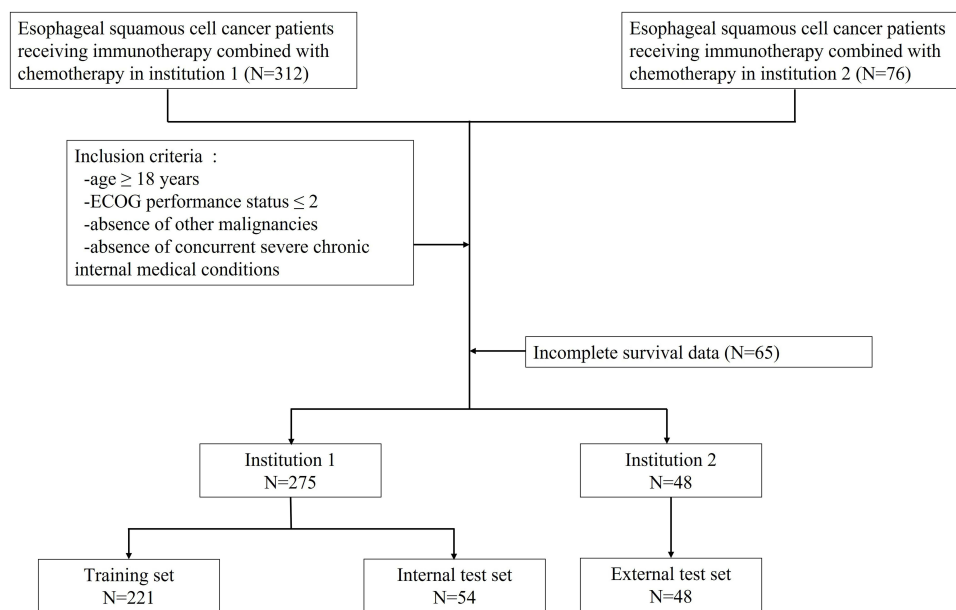 Esophageal squamous cell cancer patients
receiving immunotherapy combined with
chemotherapy in institution 1 (N=312)
Esophageal squamous cell cancer patients
receiving immunotherapy combined with
chemotherapy in institution 2 (N=76)
Inclusion criteria :
-age ≥ 18 years
-ECOG performance status ≤ 2
-absence of other malignancies
-absence of concurrent severe chronic
internal medical conditions
Incomplete survival data (N=65)
Institution 1
N=275
Institution 2
N=48
Training set
N=221
Internal test set
N=54
External test set
N=48